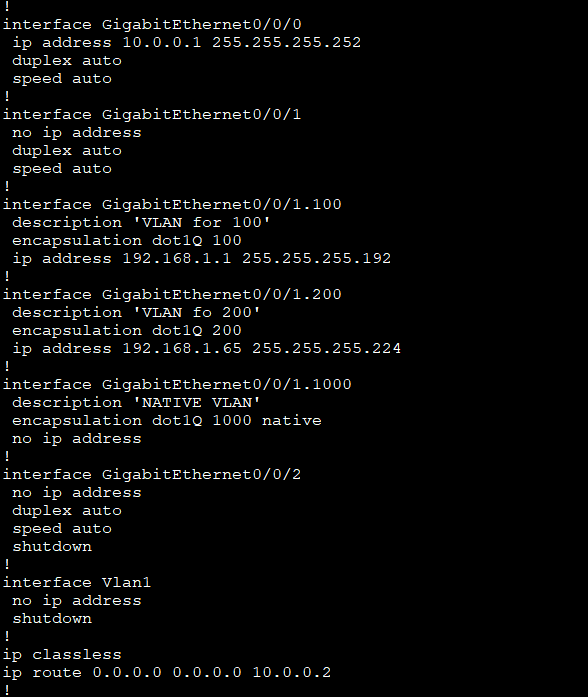 !
interface GigabitEthernet0/0/0
 ip address 10.0.0.1 255.255.255.252
 duplex auto
 speed auto
!
interface GigabitEthernet0/0/1
 no ip address
 duplex auto
 speed auto
!
interface GigabitEthernet0/0/1.100
 description 'VLAN for 100'
 encapsulation dot1Q 100
 ip address 192.168.1.1 255.255.255.192
!
interface GigabitEthernet0/0/1.200
 description 'VLAN fo 200'
 encapsulation dot1Q 200
 ip address 192.168.1.65 255.255.255.224
!
interface GigabitEthernet0/0/1.1000
 description 'NATIVE VLAN'
 encapsulation dot1Q 1000 native
 no ip address
!
interface GigabitEthernet0/0/2
 no ip address
 duplex auto
 speed auto
 shutdown
!
interface Vlan1
 no ip address
 shutdown
!
ip classless
ip route 0.0.0.0 0.0.0.0 10.0.0.2
!